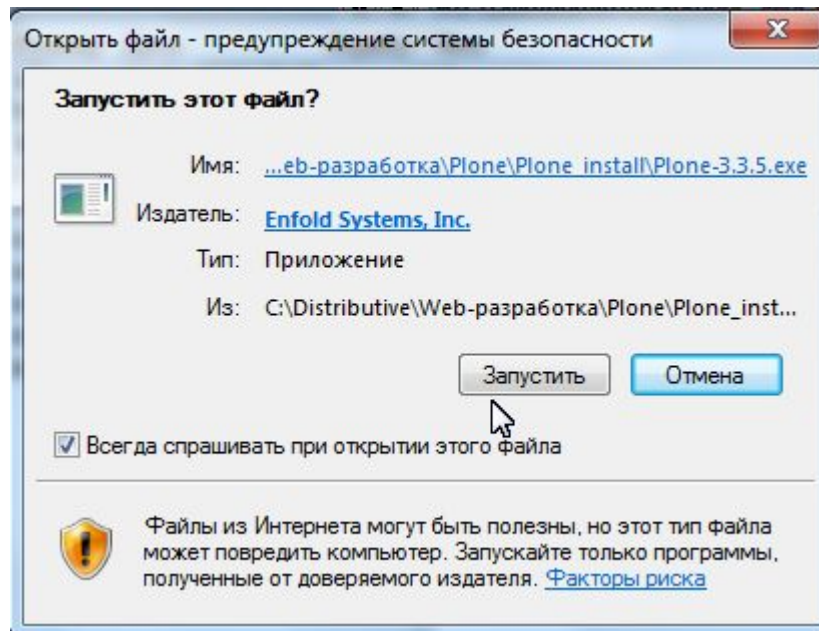 Открыть файл - предупреждение системы безопасности
Запустить этот файл?
Имя: ...eb-разработка\Plone\Plone_install\Plone-3.3.5.exe
Издатель: Enfold Systems, Inc.
Тип: Приложение
Из: C:\Distributive\Web-разработка\Plone\Plone_inst...
Запустить Отмена
Всегда спрашивать при открытии этого файла
Файлы из Интернета могут быть полезны, но этот тип файла
может повредить компьютер. Запускайте только программы,
полученные от доверяемого издателя. Факторы риска